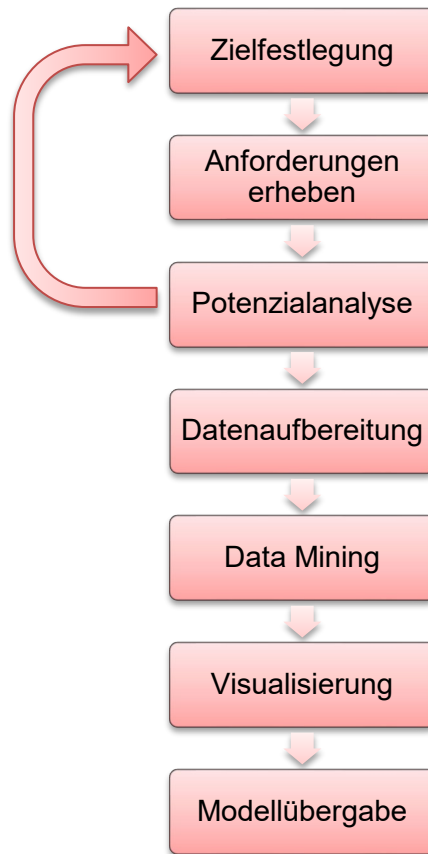 Zielfestlegung
Anforderungen
erheben
Potenzialanalyse
Datenaufbereitung
Data Mining
Visualisierung
Modellübergabe